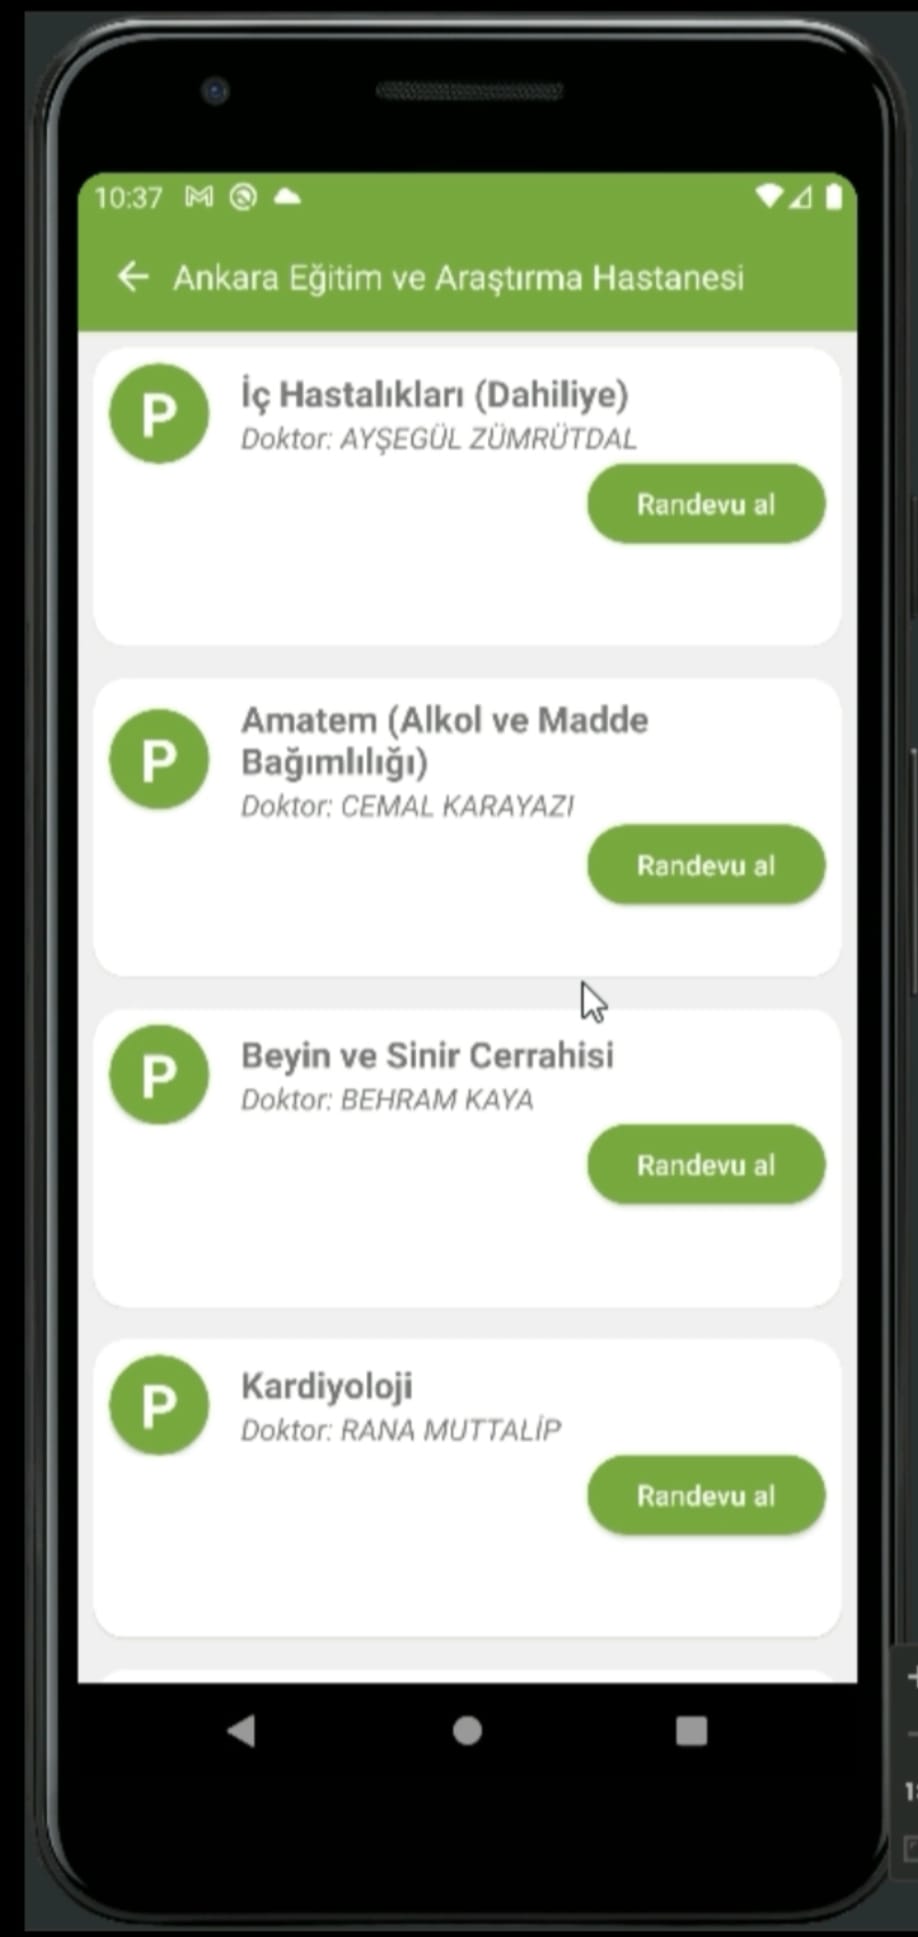 10:37
Ankara Eğitim ve Araştırma Hastanesi
P
İç Hastalıkları (Dahiliye)
Doktor: AYŞEGÜL ZÜMRÜTDAL
Randevu al
P
Amatem (Alkol ve Madde
Bağımlılığı)
Doktor: CEMAL KARAYAZI
Randevu al
P
Beyin ve Sinir Cerrahisi
Doktor: BEHRAM KAYA
Randevu al
P
Kardiyoloji
Doktor: RANA MUTTALİP
Randevu al